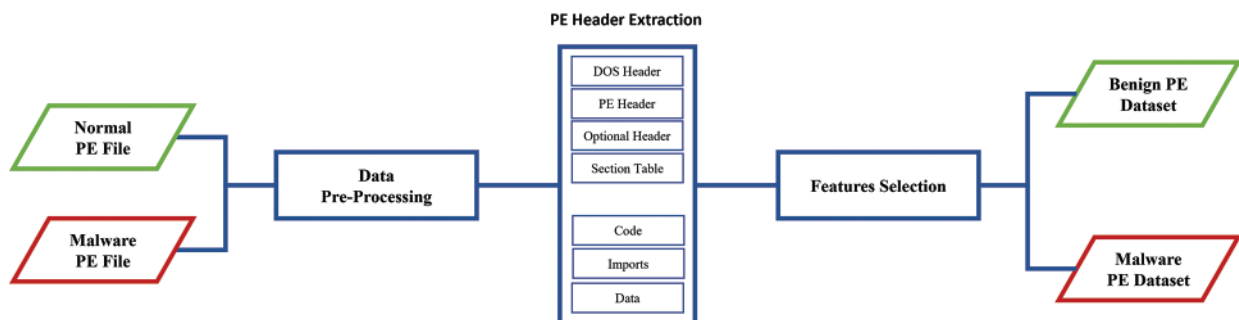 PE Header Extraction
Normal
PE File
Malware
PE File
Data
Pre-Processing
DOS Header
PE Header
Optional Header
Section Table
Code
Imports
Data
Features Selection
Benign PE
Dataset
Malware
PE Dataset